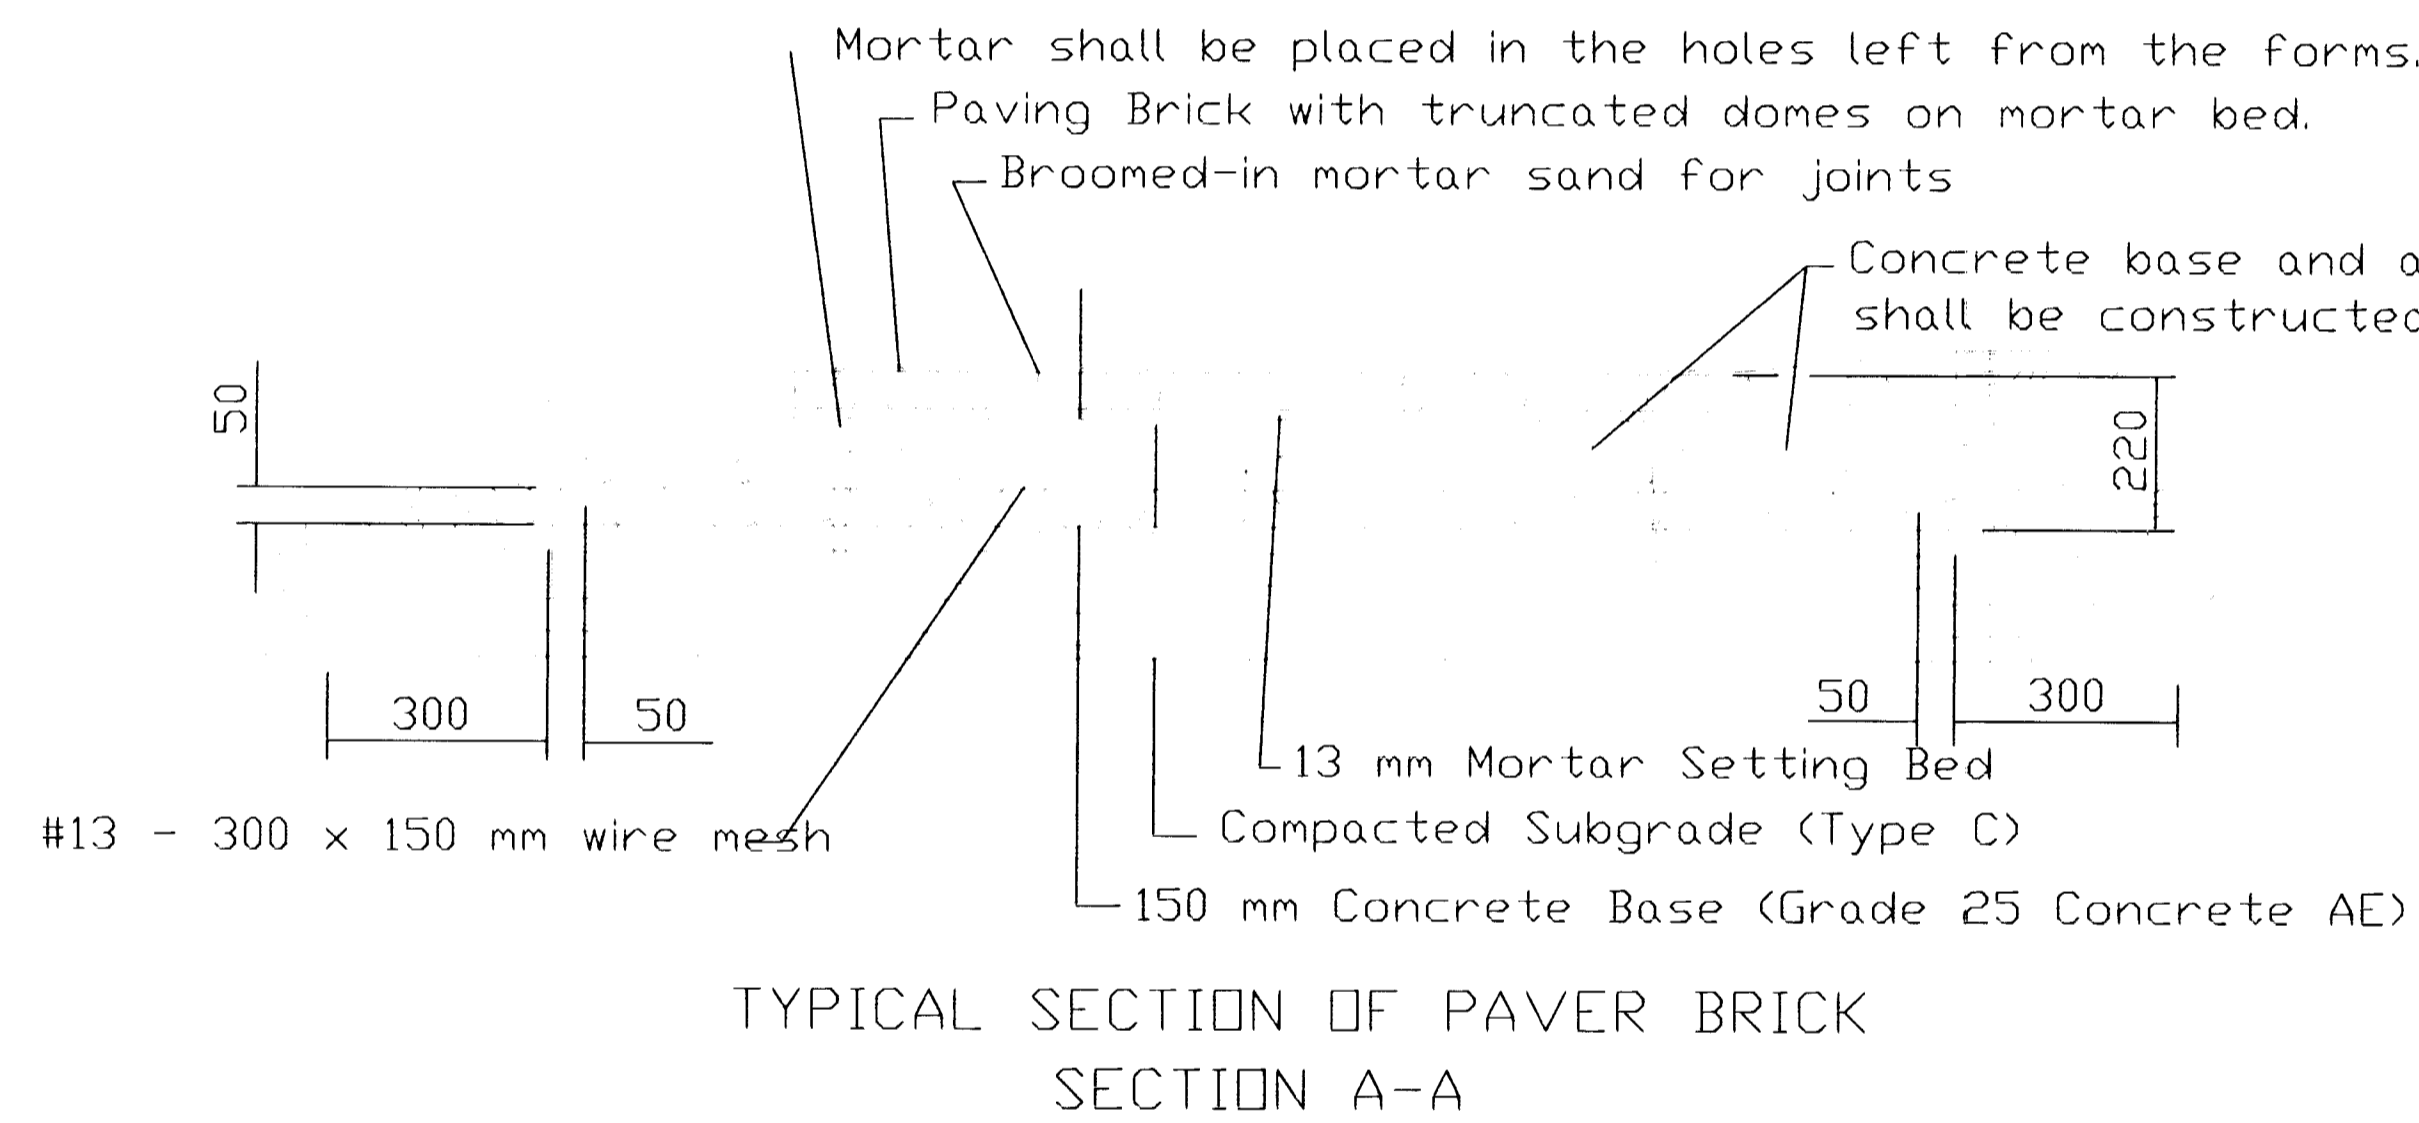 Mortar shall be placed in the holes left from the forms.
Paving Brick with truncated domes on mortar bed.
Broomed-in mortar sand for joints
Concrete base and
shall be constructed
50
220
300
50
50
300
13 mm Mortar Setting Bed
#13 - 300 x 150 mm wire mesh
Compacted Subgrade (Type C)
150 mm Concrete Base (Grade 25 Concrete AE)
TYPICAL SECTION OF PAVER BRICK
SECTION A-A